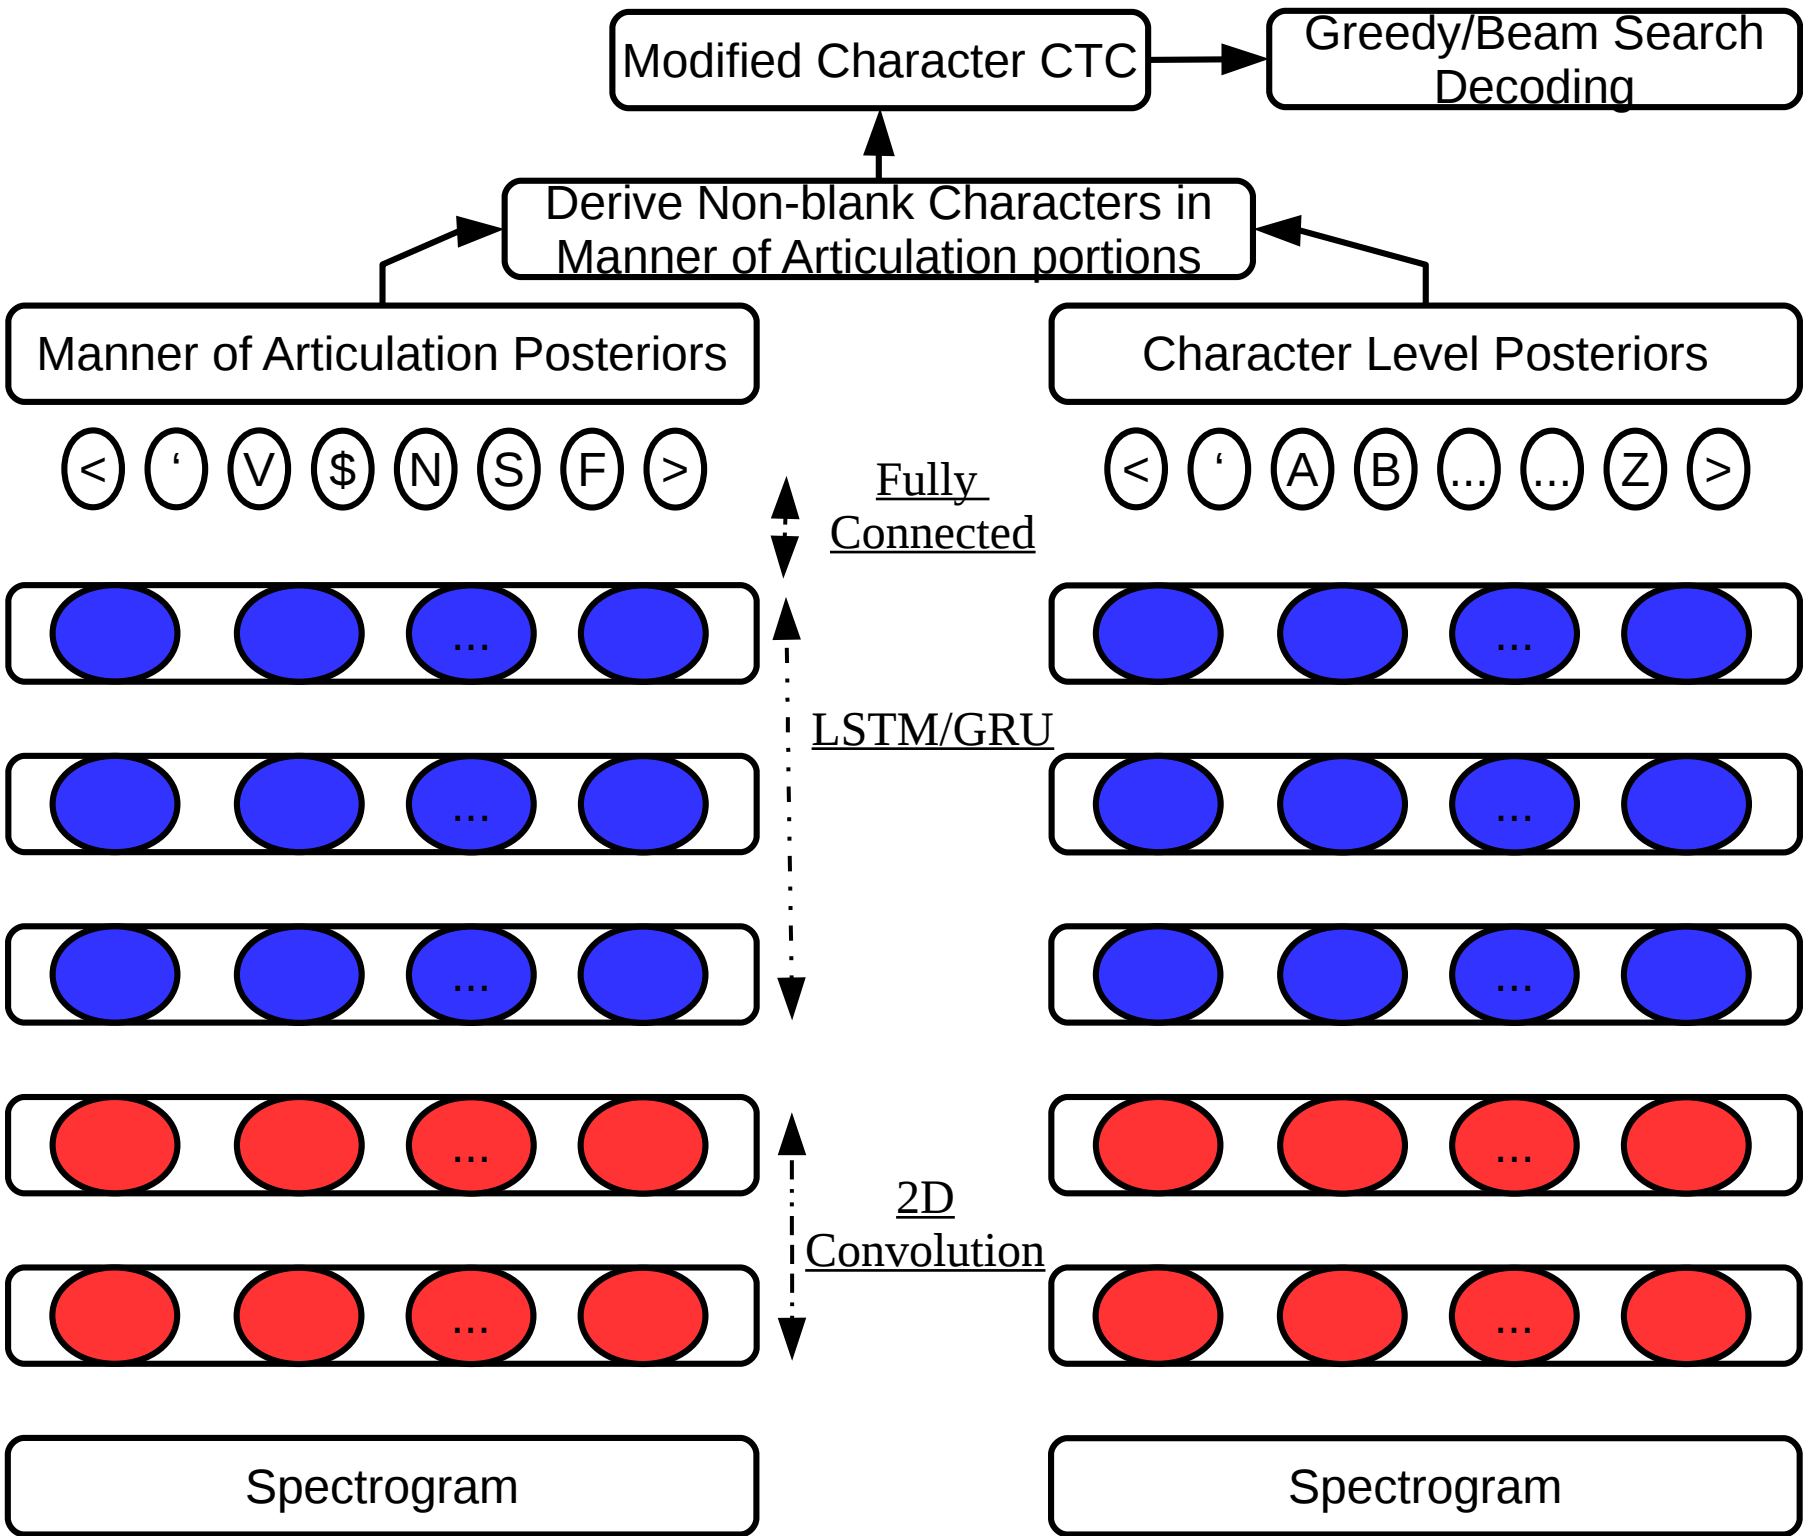 Modified Character CTC
Greedy/Beam Search
Decoding
Derive Non-blank Characters in
Manner of Articulation portions
Manner of Articulation Posteriors
Character Level Posteriors
< ‘ V $ N S F >
< ‘ A B ... ... Z >
Fully
Connected
...
...
LSTM/GRU
...
...
...
...
...
...
2D
Convolution
...
...
Spectrogram
Spectrogram